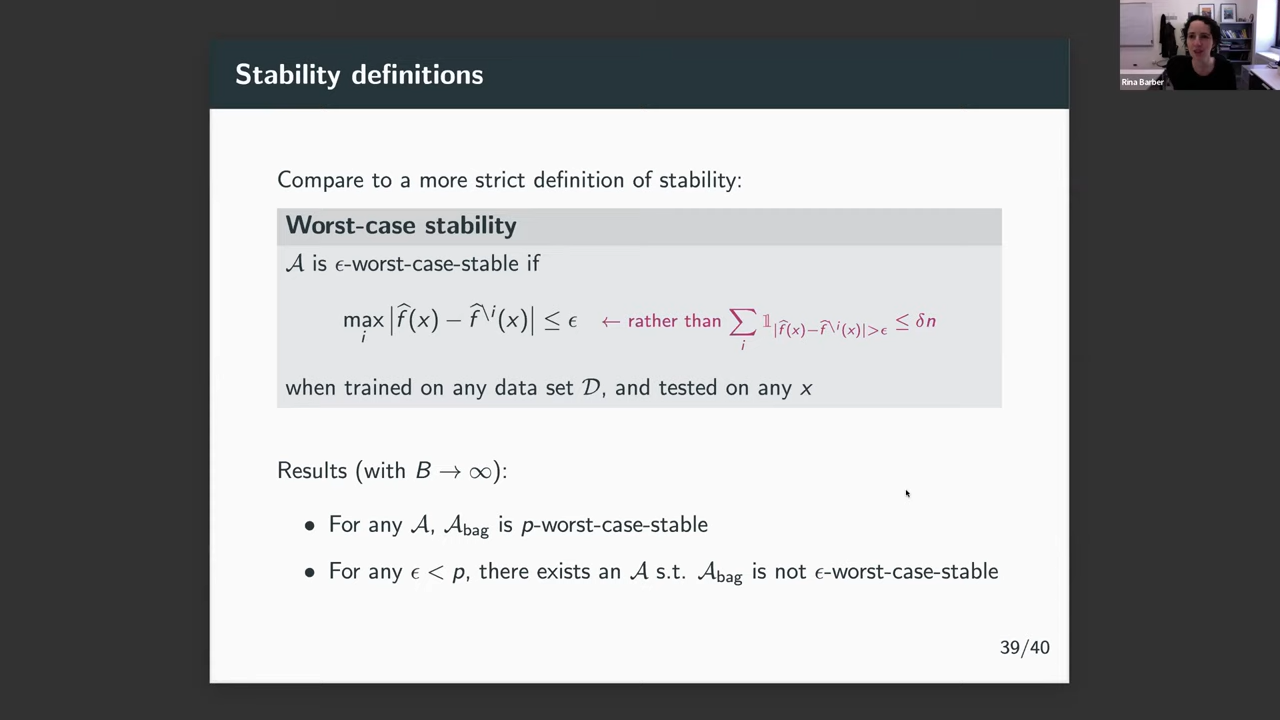 Stability definitions
Rina Barber
Compare to a more strict definition of stability:
Worst-case stability
𝒜 is ϵ-worst-case-stable if
max_i |f̂(x) − f̂^{\i}(x)| ≤ ϵ ← rather than ∑_i 𝟙_{|f̂(x)−f̂^{\i}(x)|>ϵ} ≤ δn
when trained on any data set 𝒟, and tested on any x
Results (with B → ∞):
• For any 𝒜, 𝒜_bag is p-worst-case-stable
• For any ϵ < p, there exists an 𝒜 s.t. 𝒜_bag is not ϵ-worst-case-stable
39/40